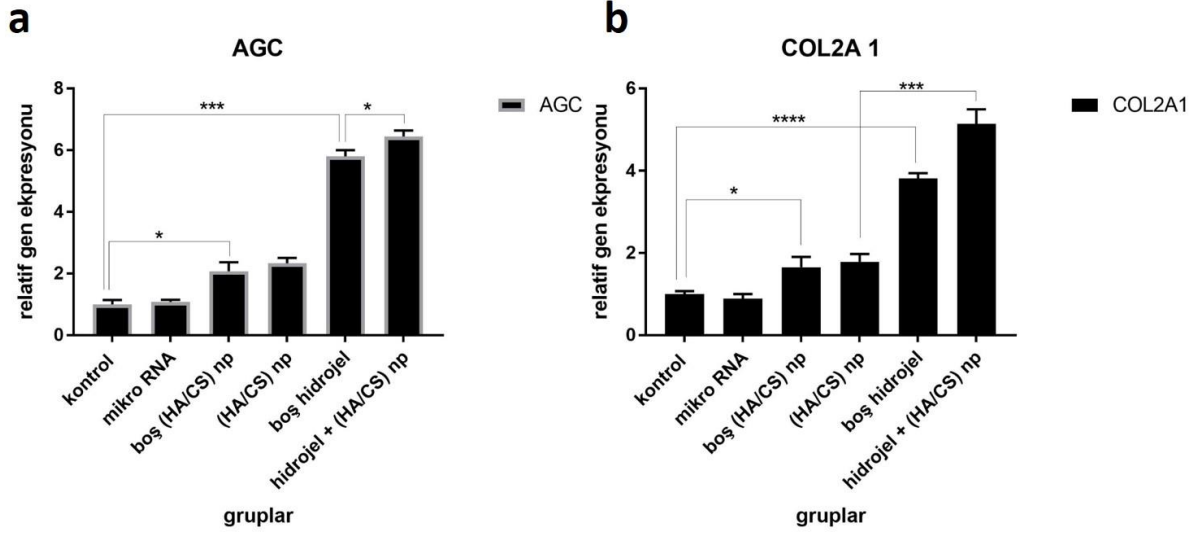 a
AGC
relatif gen ekpresyonu
8
6
4
2
0
***
*
*
AGC
kontrol
mikro RNA
boş (HA/CS) np
(HA/CS) np
boş hidrojel
hidrojel + (HA/CS) np
gruplar
b
COL2A 1
relatif gen ekpresyonu
6
4
2
0
***
****
*
COL2A1
kontrol
mikro RNA
boş (HA/CS) np
(HA/CS) np
boş hidrojel
hidrojel + (HA/CS) np
gruplar